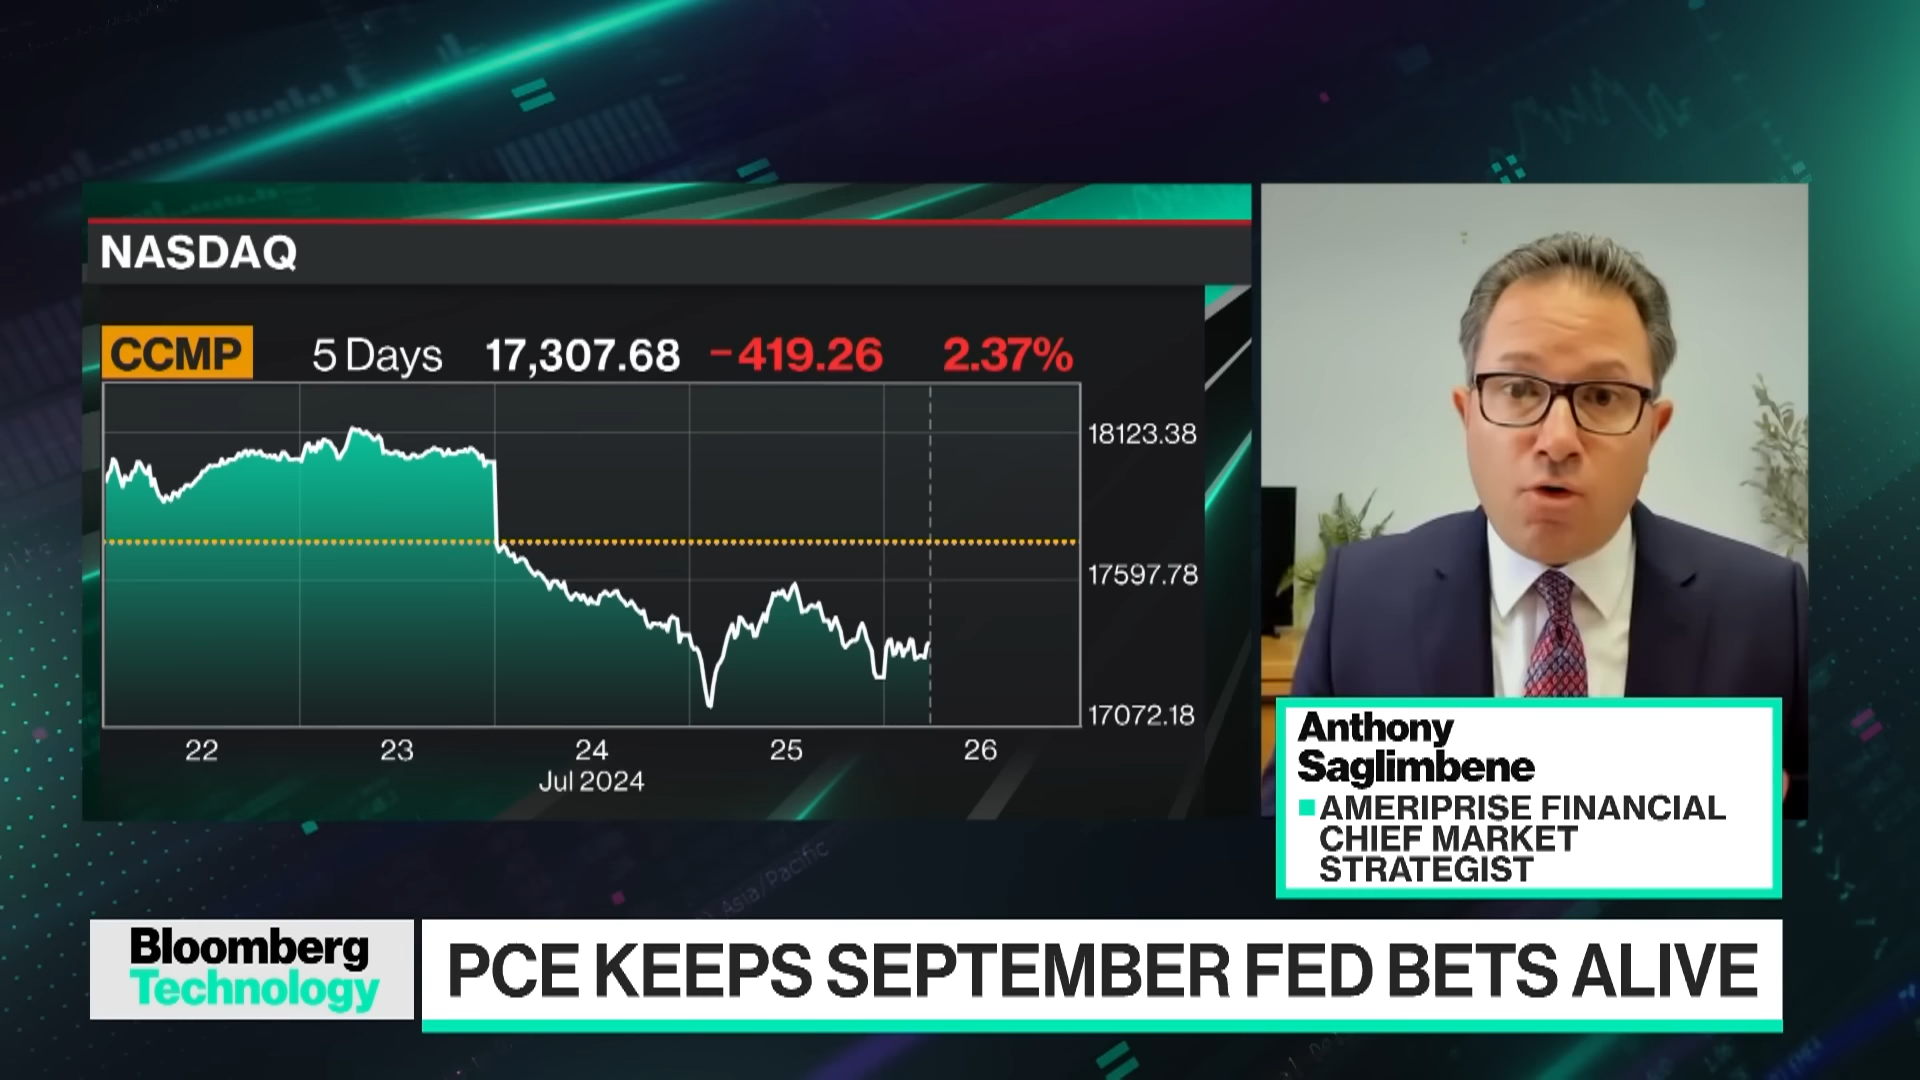 NASDAQ
CCMP 5 Days 17,307.68 -419.26 2.37%
18123.38
17597.78
17072.18
22 23 24 25 26
Jul 2024
Anthony
Saglimbene
AMERIPRISE FINANCIAL
CHIEF MARKET
STRATEGIST
Asia/Pacific
Bloomberg
Technology
PCE KEEPS SEPTEMBER FED BETS ALIVE